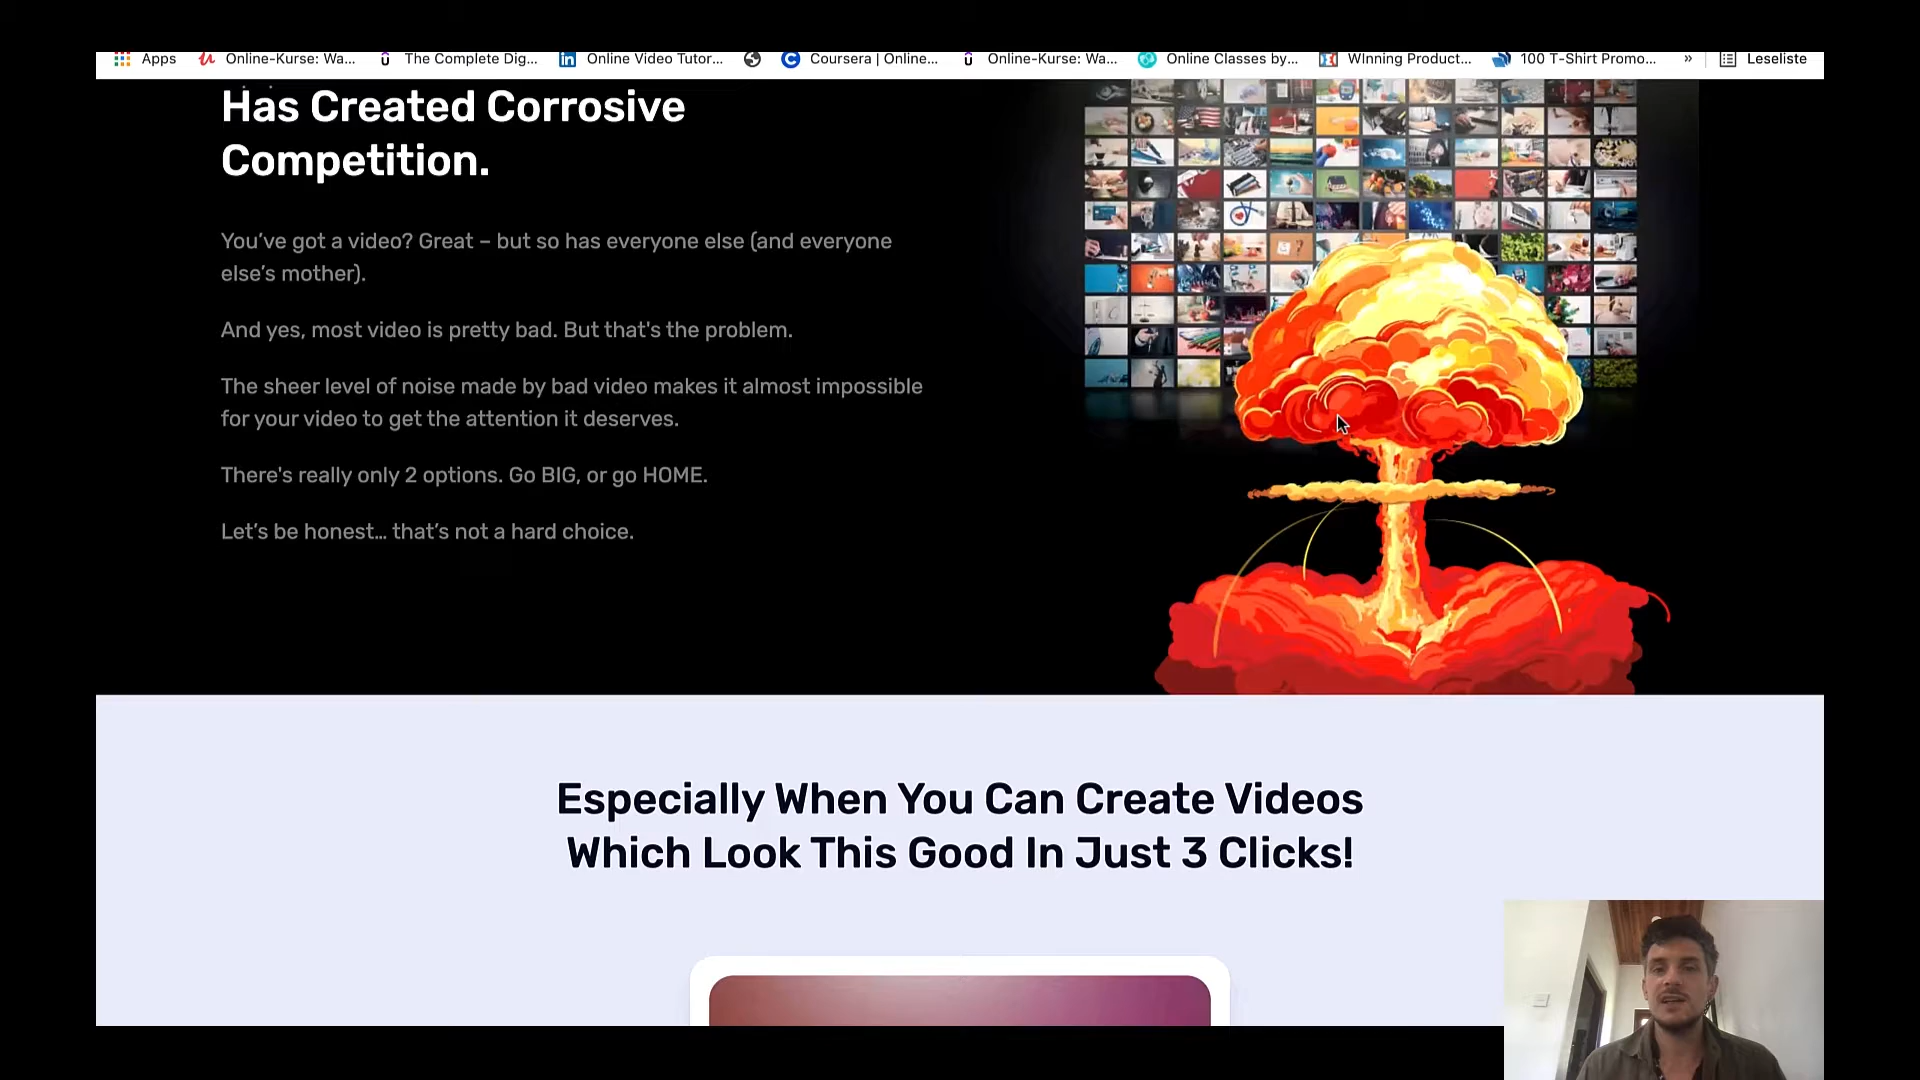 Apps Online-Kurse: Wa... The Complete Dig... Online Video Tutor... Coursera | Online... Online-Kurse: Wa... Online Classes by... WInning Product... 100 T-Shirt Promo... » Leseliste
Has Created Corrosive
Competition.
You’ve got a video? Great – but so has everyone else (and everyone
else’s mother).
And yes, most video is pretty bad. But that's the problem.
The sheer level of noise made by bad video makes it almost impossible
for your video to get the attention it deserves.
There's really only 2 options. Go BIG, or go HOME.
Let’s be honest… that’s not a hard choice.
Especially When You Can Create Videos
Which Look This Good In Just 3 Clicks!